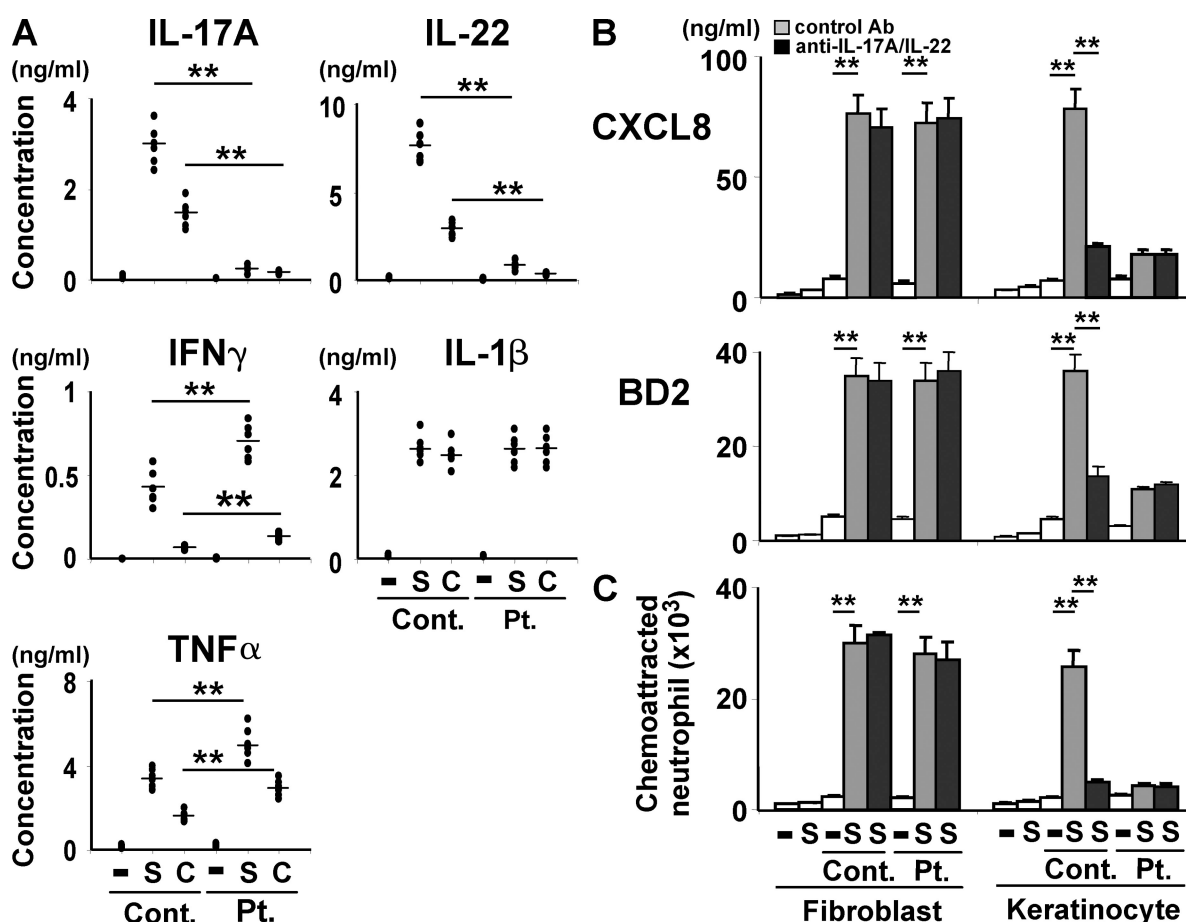 A
IL-17A
IL-22
(ng/ml)
(ng/ml)
Concentration
4
2
0
**
**
10
5
0
**
**
(ng/ml)
IFNγ
(ng/ml)
IL-1β
Concentration
1
0.5
0
**
**
4
2
0
- S C - S C
Cont. Pt.
(ng/ml)
TNFα
Concentration
8
4
0
**
**
- S C - S C
Cont. Pt.
B
(ng/ml)
control Ab
anti-IL-17A/IL-22
CXCL8
100
50
0
** ** ** **
BD2
40
20
0
** ** ** **
C
Chemoattracted
neutrophil (x10³)
40
20
0
** ** ** **
- S - S S - S S - S - S S - S S
Cont. Pt. Cont. Pt.
Fibroblast Keratinocyte